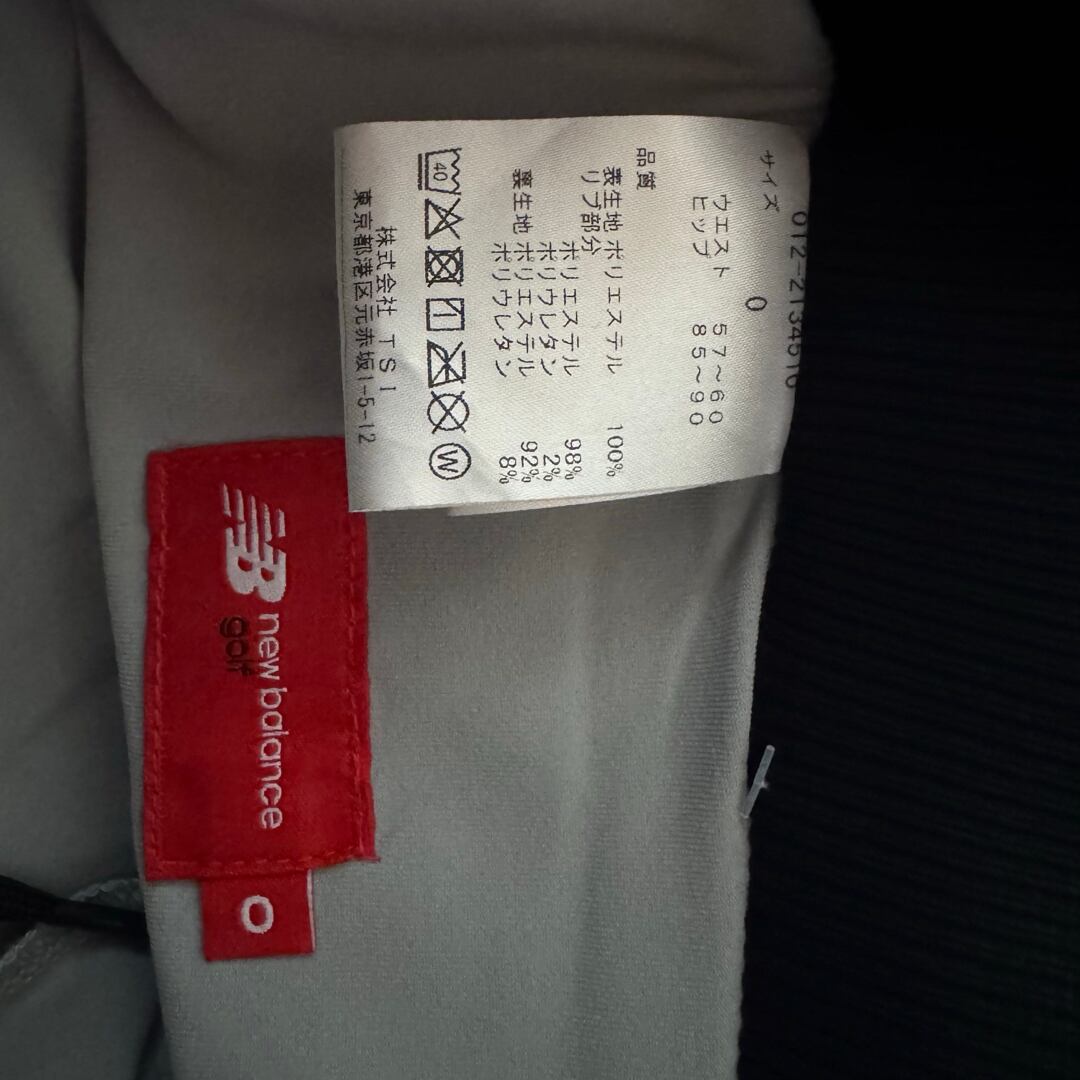 012-2134510
サイズ 0
ウエスト 57～60
ヒップ 85～90
品質
表生地 ポリエステル 100%
リブ部分
ポリエステル 98%
ポリウレタン 2%
裏生地 ポリエステル 92%
ポリウレタン 8%
40 W
株式会社 TSI
東京都港区元赤坂1-5-12
NB new balance
golf
0